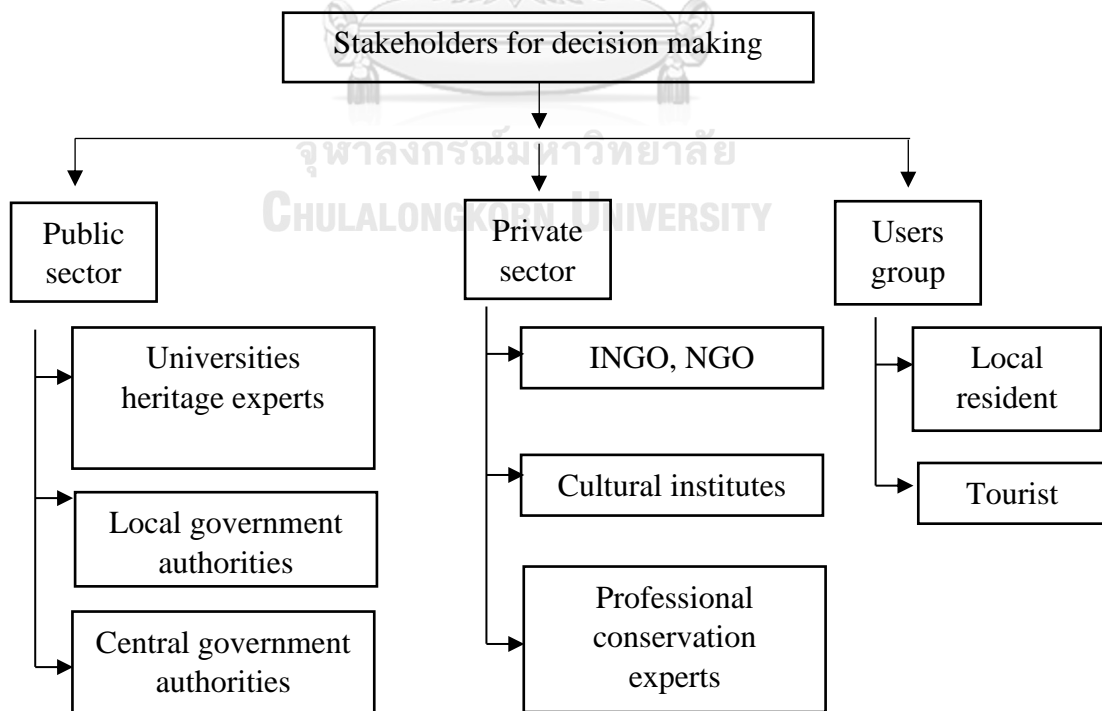 Stakeholders for decision making
จุฬาลงกรณ์มหาวิทยาลัย
CHULALONGKORN UNIVERSITY
Public
sector
Universities
heritage experts
Local government
authorities
Central government
authorities
Private
sector
INGO, NGO
Cultural institutes
Professional
conservation
experts
Users
group
Local
resident
Tourist